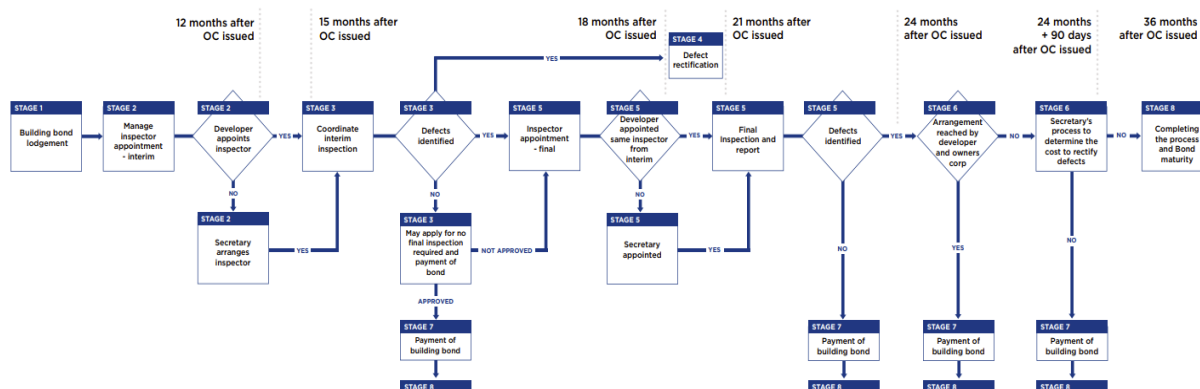 12 months after
OC issued
15 months after
OC issued
18 months after
OC issued
21 months after
OC issued
24 months
after OC issued
24 months
+ 90 days
after OC issued
36 months
after OC issued
STAGE 4
Defect
rectification
YES
STAGE 1
Building bond
lodgement
STAGE 2
Manage
inspector
appointment
- interim
STAGE 2
Developer
appoints
inspector
YES
STAGE 3
Coordinate
interim
inspection
STAGE 3
Defects
identified
YES
STAGE 5
Inspector
appointment
- final
STAGE 5
Developer
appointed
same inspector
from
interim
YES
STAGE 5
Final
Inspection
and report
STAGE 5
Defects
identified
YES
STAGE 6
Arrangement
reached by
developer
and owners
corp
NO
STAGE 6
Secretary's
process to
determine the
cost to rectify
defects
NO
STAGE 8
Completing
the process
and Bond
maturity
NO
STAGE 2
Secretary
arranges
inspector
YES
NO
STAGE 3
May apply for no
final inspection
required and
payment of
bond
NOT APPROVED
APPROVED
NO
STAGE 5
Secretary
appointed
YES
NO
YES
NO
STAGE 7
Payment of
building bond
STAGE 8
STAGE 7
Payment of
building bond
STAGE 8
STAGE 7
Payment of
building bond
STAGE 8
STAGE 7
Payment of
building bond
STAGE 8